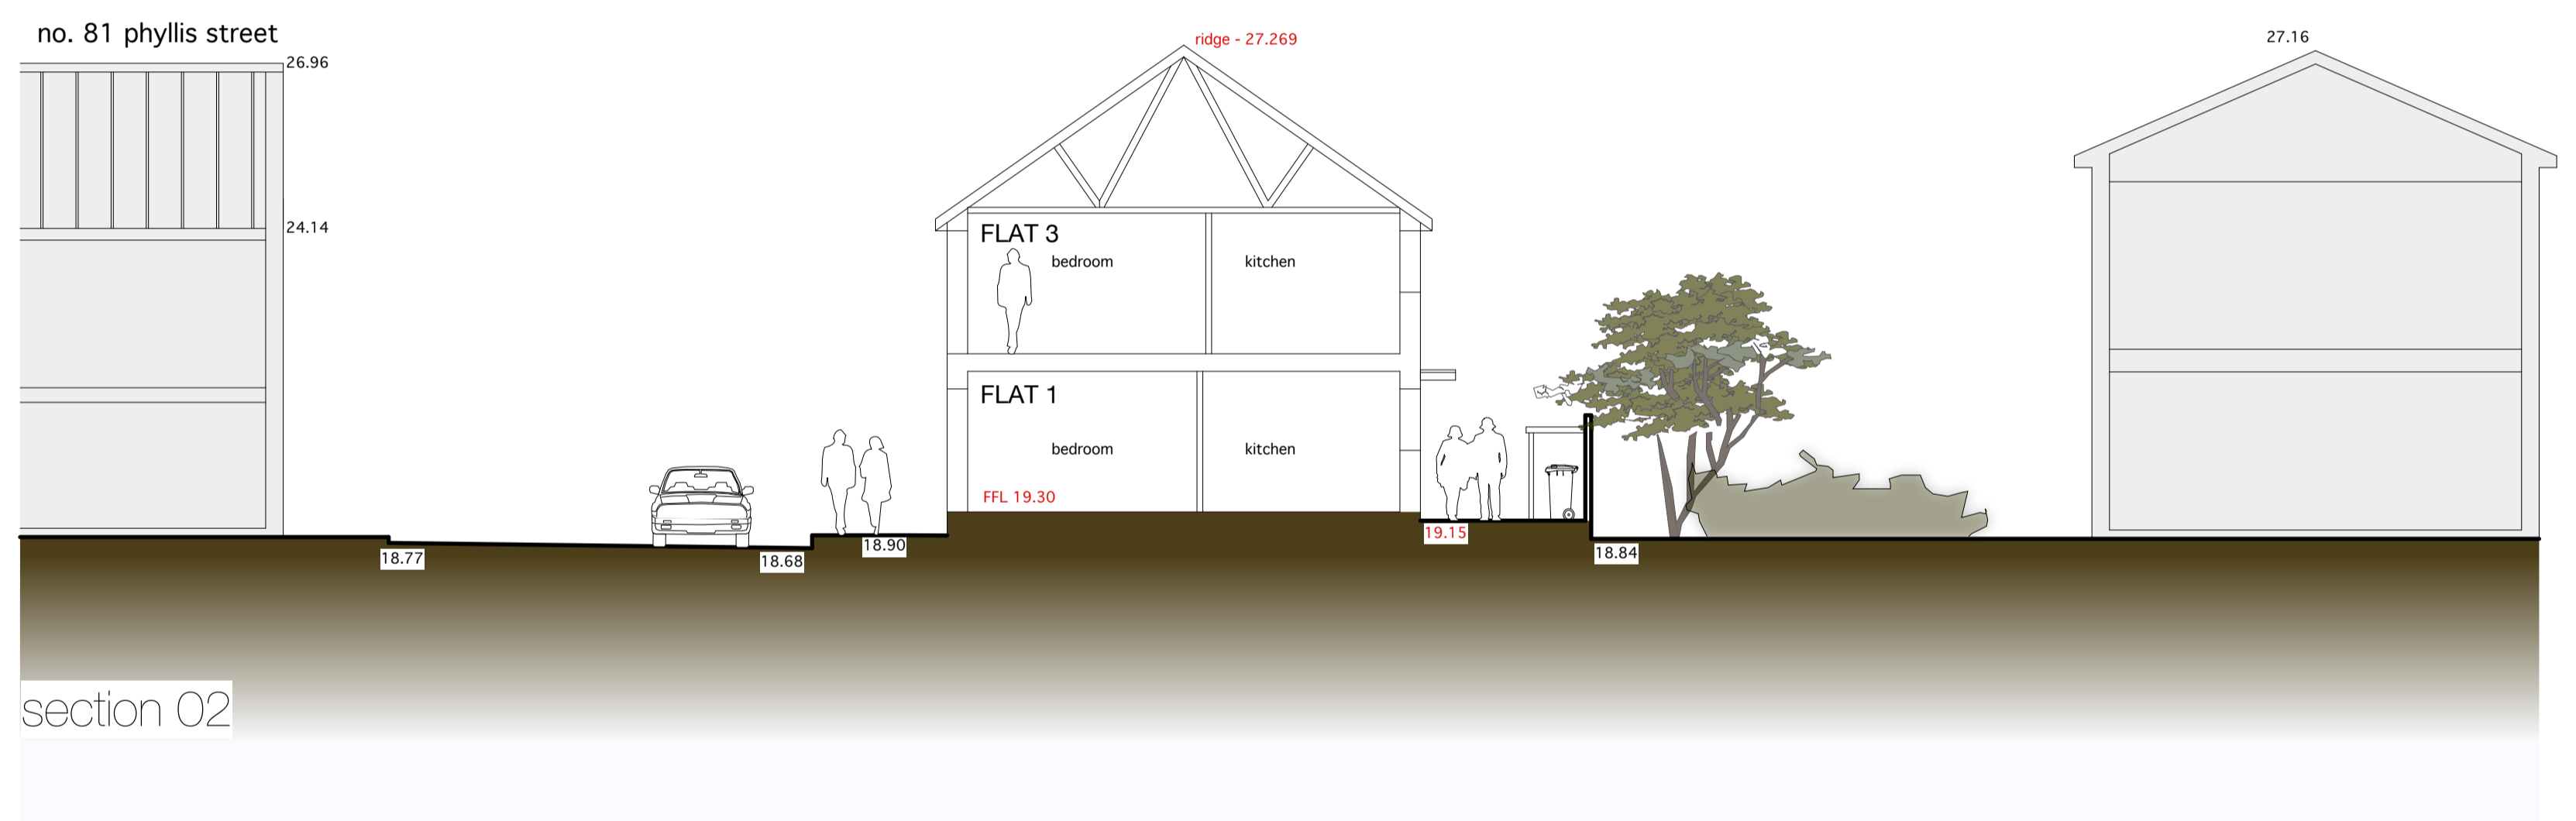 no. 81 phyllis street
ridge - 27.269
27.16
26.96
24.14
FLAT 3
bedroom
kitchen
FLAT 1
bedroom
kitchen
FFL 19.30
19.15
18.90
18.84
18.77
18.68
section 02